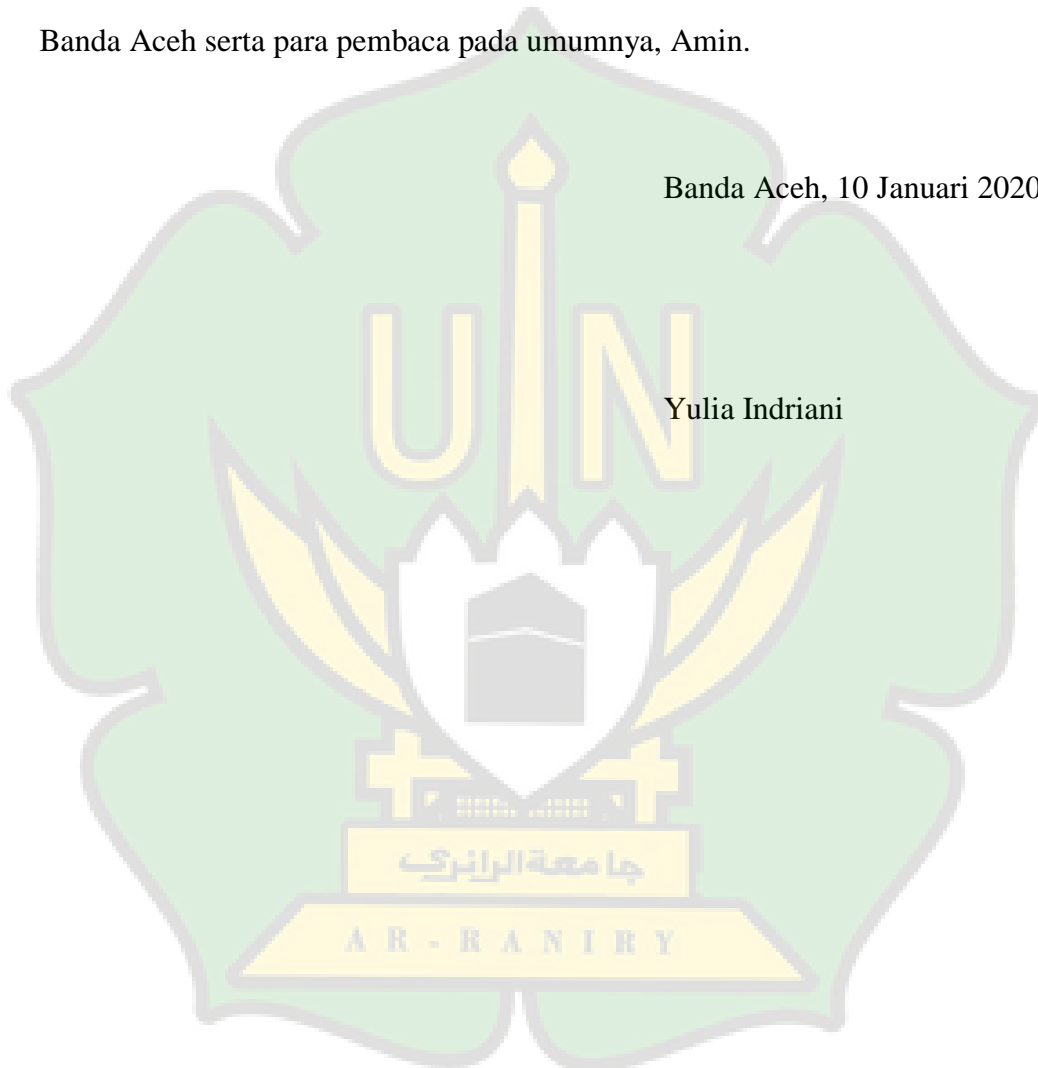 Banda Aceh serta para pembaca pada umumnya, Amin.
Banda Aceh, 10 Januari 2020
Yulia Indriani
UIN
جامعة الرانري
AR-RANIRY